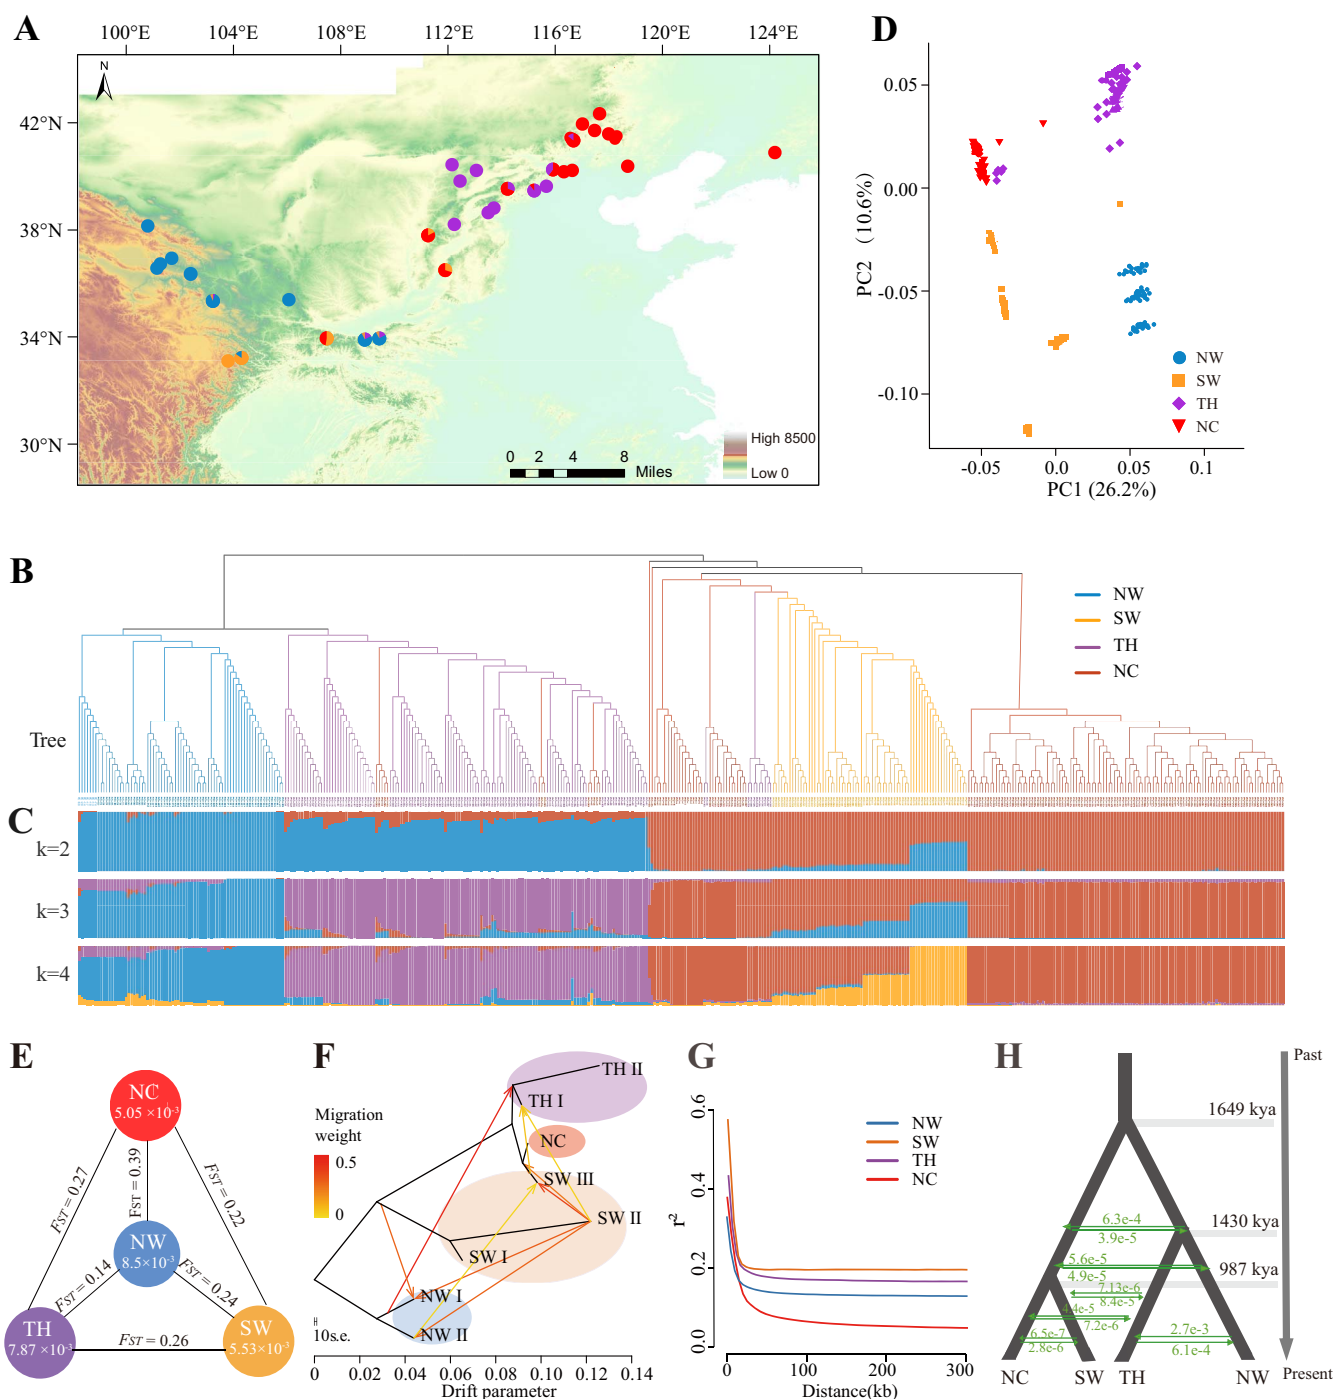 A
100°E 104°E 108°E 112°E 116°E 120°E 124°E
N
42°N
38°N
34°N
30°N
0 2 4 8
Miles
High 8500
Low 0
D
0.05
0.00
-0.05
-0.10
PC2 (10.6%)
-0.05 0.0 0.05 0.1
PC1 (26.2%)
NW
SW
TH
NC
B
NW
SW
TH
NC
Tree
C
k=2
k=3
k=4
E
NC
5.05 ×10-3
FST = 0.27
FST = 0.39
FST = 0.22
NW
8.5×10-3
FST = 0.14
FST = 0.24
TH
7.87 ×10-3
FST = 0.26
SW
5.53×10-3
F
Migration
weight
0.5
0
TH II
TH I
NC
SW III
SW II
SW I
NW I
NW II
10s.e.
0 0.02 0.04 0.06 0.08 0.10 0.12 0.14
Drift parameter
G
0.6
0.4
0.2
0.0
r²
NW
SW
TH
NC
0 100 200 300
Distance(kb)
H
Past
1649 kya
1430 kya
987 kya
6.3e-4
3.9e-5
5.6e-5
4.9e-5
7.13e-6
8.4e-5
4.4e-5
7.2e-6
6.5e-7
2.8e-6
2.7e-3
6.1e-4
NC SW TH NW
Present